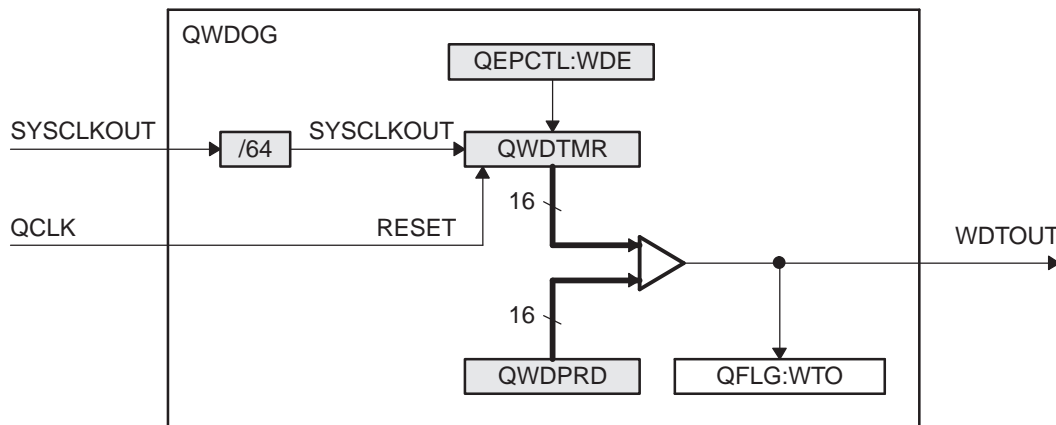 QWDOG
QEPCTL:WDE
SYSCLKOUT
/64
SYSCLKOUT
QWDTMR
16
QCLK
RESET
WDTOUT
16
QWDPRD
QFLG:WTO